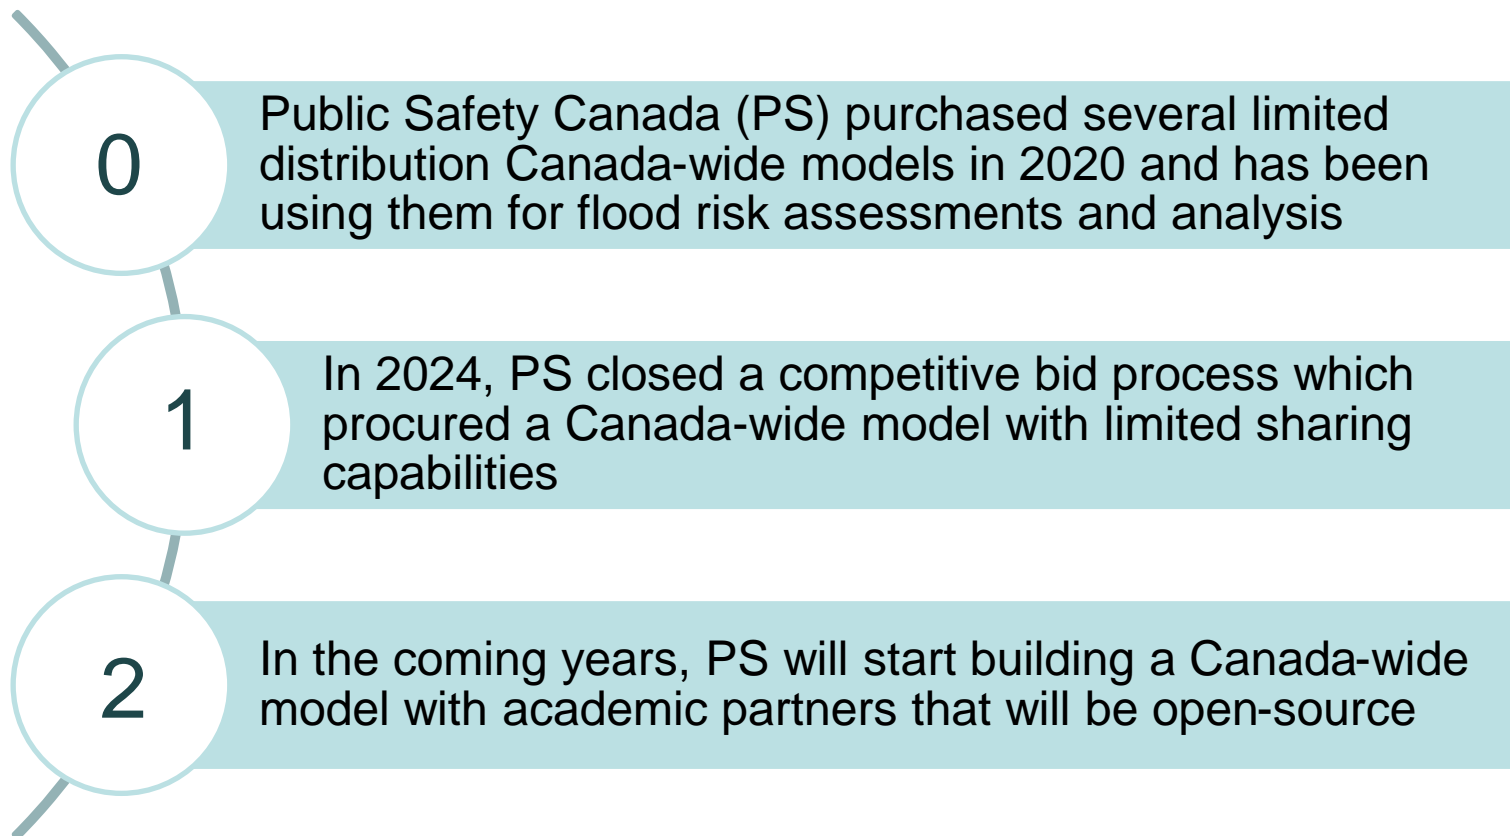 0
Public Safety Canada (PS) purchased several limited
distribution Canada-wide models in 2020 and has been
using them for flood risk assessments and analysis
1
In 2024, PS closed a competitive bid process which
procured a Canada-wide model with limited sharing
capabilities
2
In the coming years, PS will start building a Canada-wide
model with academic partners that will be open-source